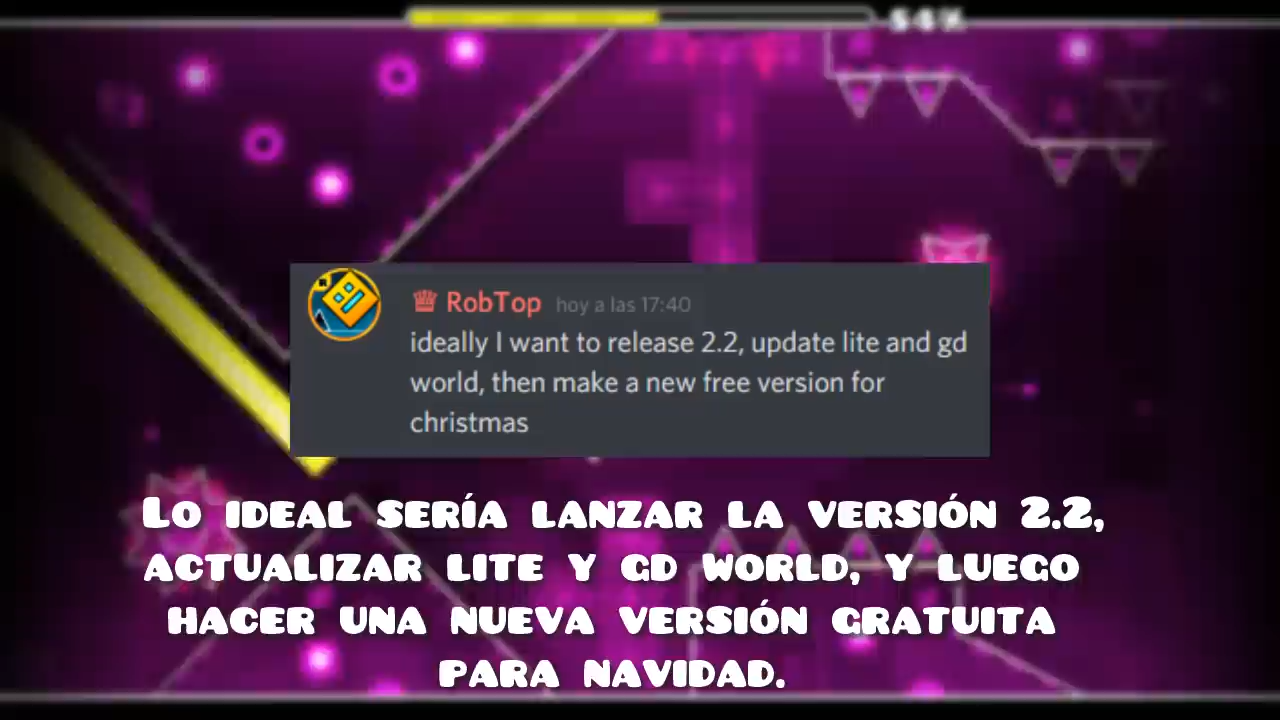 54%
RobTop hoy a las 17:40
ideally I want to release 2.2, update lite and gd
world, then make a new free version for
christmas
Lo ideal sería lanzar la versión 2.2,
actualizar lite y gd world, y luego
hacer una nueva versión gratuita
para navidad.